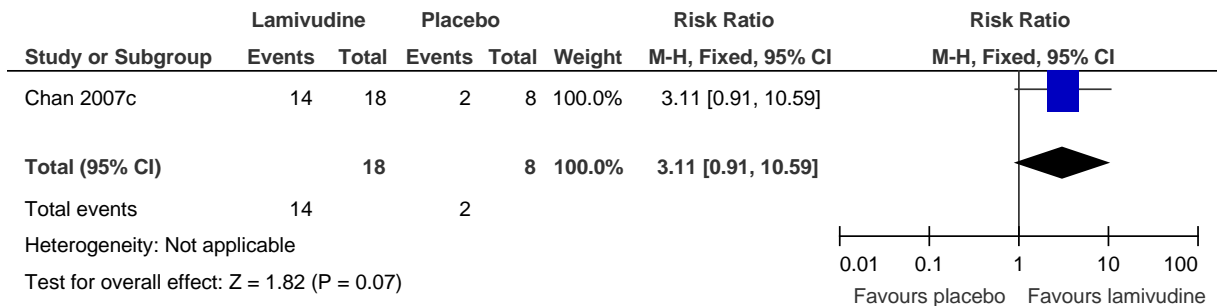 Lamivudine Placebo Risk Ratio Risk Ratio
Study or Subgroup Events Total Events Total Weight M-H, Fixed, 95% CI M-H, Fixed, 95% CI
Chan 2007c 14 18 2 8 100.0% 3.11 [0.91, 10.59]
Total (95% CI) 18 8 100.0% 3.11 [0.91, 10.59]
Total events 14 2
Heterogeneity: Not applicable
Test for overall effect: Z = 1.82 (P = 0.07)
0.01 0.1 1 10 100
Favours placebo Favours lamivudine